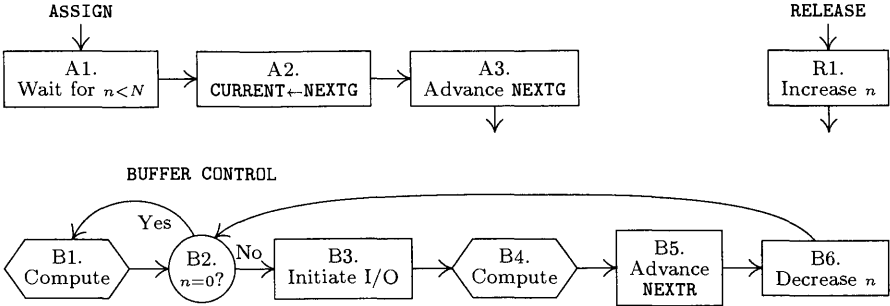 ASSIGN
RELEASE
A1.
Wait for n<N
A2.
CURRENT←NEXTG
A3.
Advance NEXTG
R1.
Increase n
BUFFER CONTROL
Yes
B1.
Compute
B2.
n=0?
No
B3.
Initiate I/O
B4.
Compute
B5.
Advance
NEXTR
B6.
Decrease n